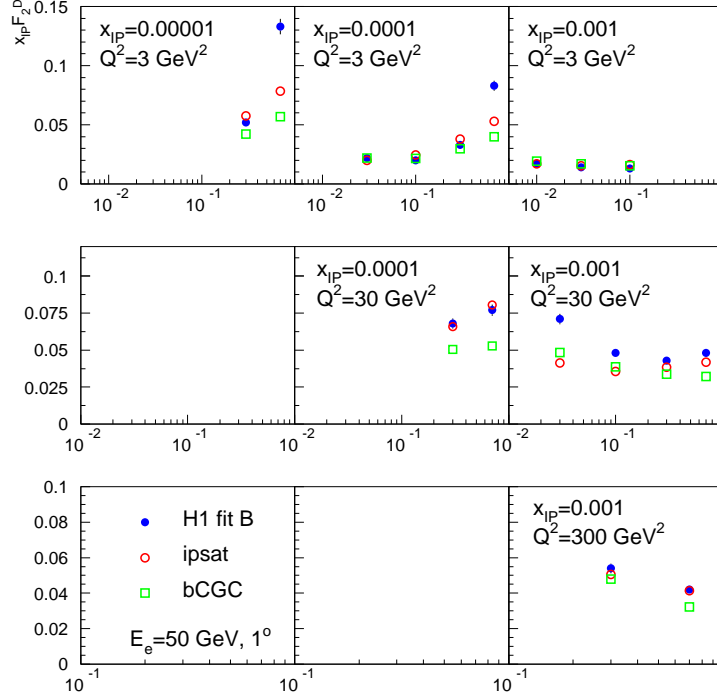 x_IP F_2^D
0.15
0.1
0.05
0
x_IP=0.00001
Q^2=3 GeV^2
x_IP=0.0001
Q^2=3 GeV^2
x_IP=0.001
Q^2=3 GeV^2
10^-2 10^-1 10^-2 10^-1 10^-2 10^-1
0.1
0.075
0.05
0.025
0
x_IP=0.0001
Q^2=30 GeV^2
x_IP=0.001
Q^2=30 GeV^2
10^-2 10^-1 10^-2 10^-1 10^-2 10^-1
0.1
0.08
0.06
0.04
0.02
0
H1 fit B
ipsat
bCGC
E_e=50 GeV, 1^o
x_IP=0.001
Q^2=300 GeV^2
10^-1 10^-1 10^-1